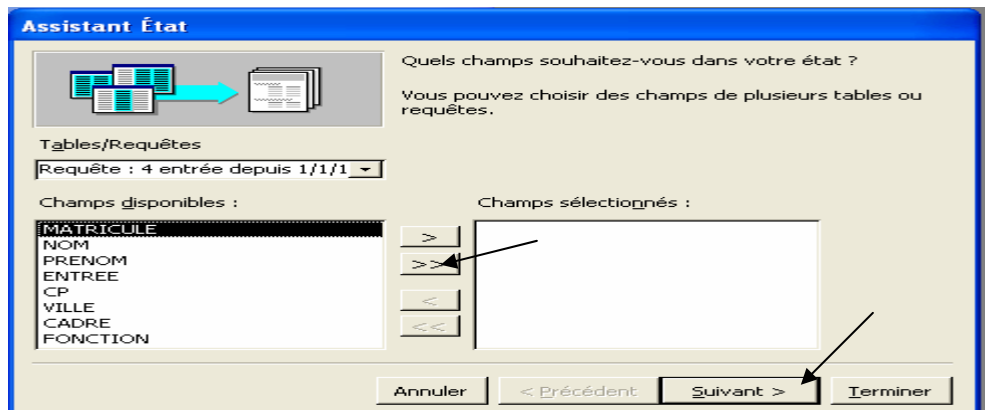 Assistant État
Quels champs souhaitez-vous dans votre état ?
Vous pouvez choisir des champs de plusieurs tables ou
requêtes.
Tables/Requêtes
Requête : 4 entrée depuis 1/1/1
Champs disponibles :
Champs sélectionnés :
MATRICULE
NOM
PRENOM
ENTREE
CP
VILLE
CADRE
FONCTION
>
>>
<
<<
Annuler
< Précédent
Suivant >
Terminer